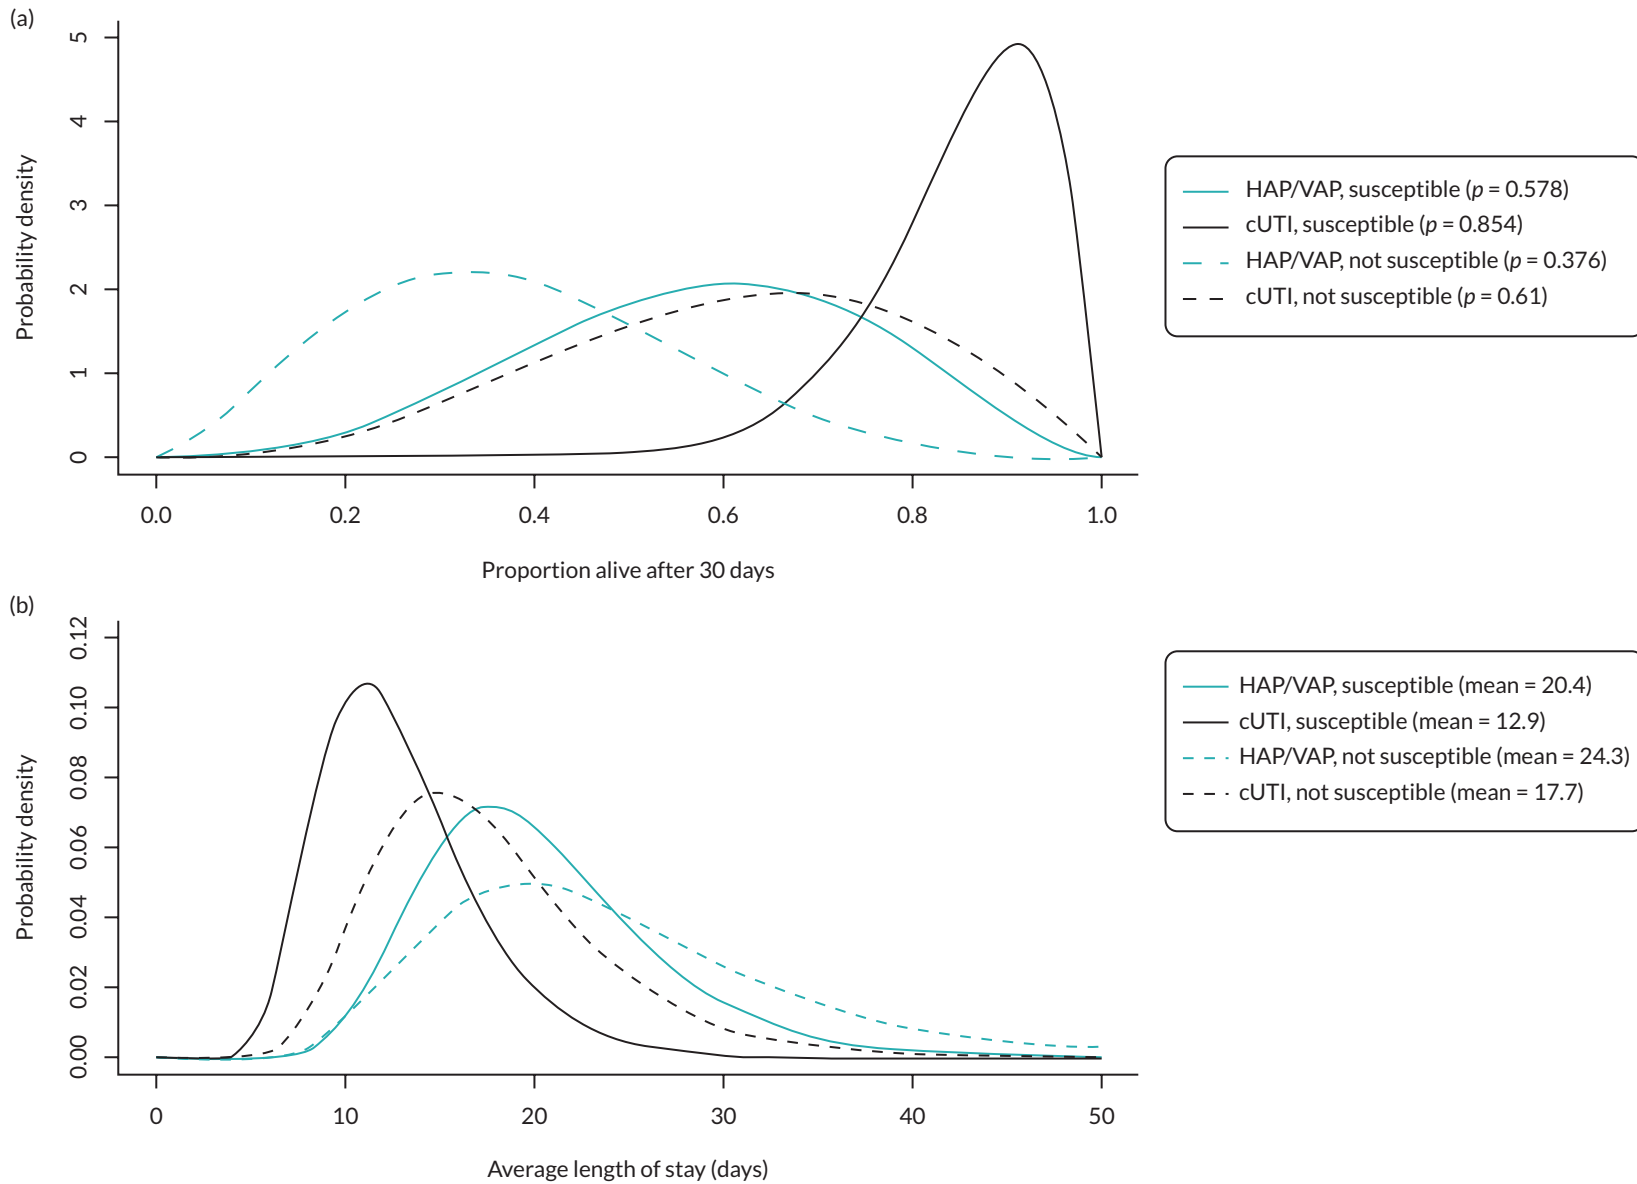 (a)
5
4
3
2
1
0
Probability density
0.0 0.2 0.4 0.6 0.8 1.0
Proportion alive after 30 days
HAP/VAP, susceptible (p = 0.578)
cUTI, susceptible (p = 0.854)
HAP/VAP, not susceptible (p = 0.376)
cUTI, not susceptible (p = 0.61)
(b)
0.12
0.10
0.08
0.06
0.04
0.02
0.00
Probability density
0 10 20 30 40 50
Average length of stay (days)
HAP/VAP, susceptible (mean = 20.4)
cUTI, susceptible (mean = 12.9)
HAP/VAP, not susceptible (mean = 24.3)
cUTI, not susceptible (mean = 17.7)